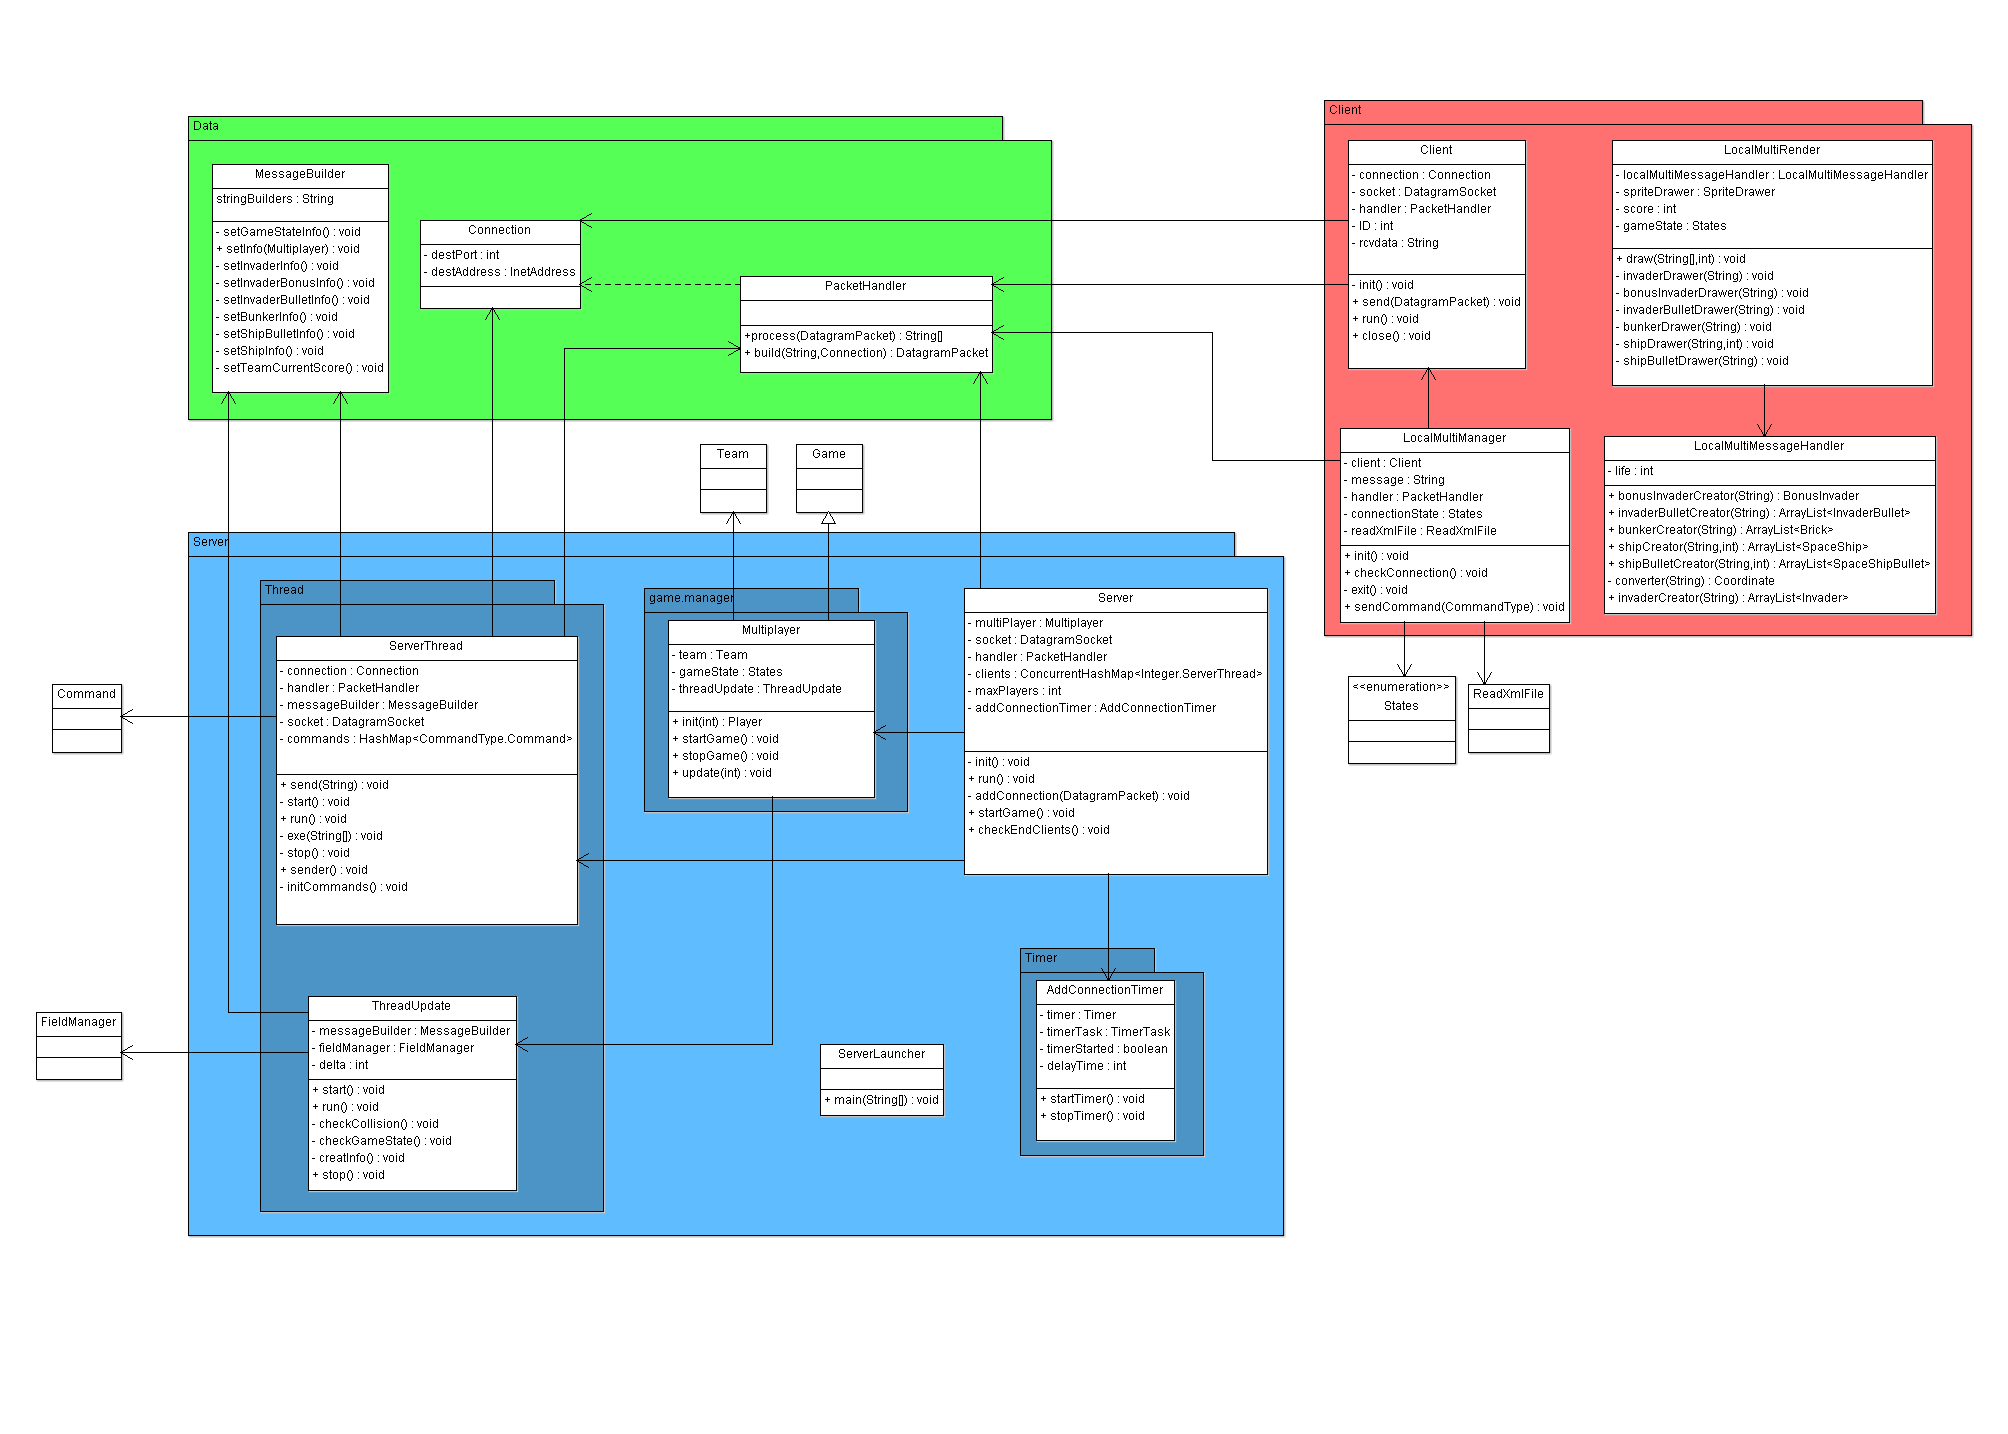 Data
MessageBuilder
stringBuilders : String
- setGameStateInfo() : void
+ setInfo(Multiplayer) : void
- setInvaderInfo() : void
- setInvaderBonusInfo() : void
- setInvaderBulletInfo() : void
- setBunkerInfo() : void
- setShipBulletInfo() : void
- setShipInfo() : void
- setTeamCurrentScore() : void
Connection
- destPort : int
- destAddress : InetAddress
PacketHandler
+process(DatagramPacket) : String[]
+ build(String,Connection) : DatagramPacket
Client
Client
- connection : Connection
- socket : DatagramSocket
- handler : PacketHandler
- ID : int
- rcvdata : String
- init() : void
+ send(DatagramPacket) : void
+ run() : void
+ close() : void
LocalMultiRender
- localMultiMessageHandler : LocalMultiMessageHandler
- spriteDrawer : SpriteDrawer
- score : int
- gameState : States
+ draw(String[],int) : void
- invaderDrawer(String) : void
- bonusInvaderDrawer(String) : void
- invaderBulletDrawer(String) : void
- bunkerDrawer(String) : void
- shipDrawer(String,int) : void
- shipBulletDrawer(String) : void
LocalMultiManager
- client : Client
- message : String
- handler : PacketHandler
- connectionState : States
- readXmlFile : ReadXmlFile
+ init() : void
+ checkConnection() : void
- exit() : void
+ sendCommand(CommandType) : void
LocalMultiMessageHandler
- life : int
+ bonusInvaderCreator(String) : BonusInvader
+ invaderBulletCreator(String) : ArrayList<InvaderBullet>
+ bunkerCreator(String) : ArrayList<Brick>
+ shipCreator(String,int) : ArrayList<SpaceShip>
+ shipBulletCreator(String,int) : ArrayList<SpaceShipBullet>
- converter(String) : Coordinate
+ invaderCreator(String) : ArrayList<Invader>
<<enumeration>>
States
ReadXmlFile
Team
Game
Server
Thread
ServerThread
- connection : Connection
- handler : PacketHandler
- messageBuilder : MessageBuilder
- socket : DatagramSocket
- commands : HashMap<CommandType.Command>
+ send(String) : void
- start() : void
+ run() : void
- exe(String[]) : void
- stop() : void
+ sender() : void
- initCommands() : void
Command
game.manager
Multiplayer
- team : Team
- gameState : States
- threadUpdate : ThreadUpdate
+ init(int) : Player
+ startGame() : void
+ stopGame() : void
+ update(int) : void
Server
- multiPlayer : Multiplayer
- socket : DatagramSocket
- handler : PacketHandler
- clients : ConcurrentHashMap<Integer.ServerThread>
- maxPlayers : int
- addConnectionTimer : AddConnectionTimer
- init() : void
+ run() : void
- addConnection(DatagramPacket) : void
+ startGame() : void
+ checkEndClients() : void
ThreadUpdate
- messageBuilder : MessageBuilder
- fieldManager : FieldManager
- delta : int
+ start() : void
+ run() : void
- checkCollision() : void
- checkGameState() : void
- creatInfo() : void
+ stop() : void
FieldManager
ServerLauncher
+ main(String[]) : void
Timer
AddConnectionTimer
- timer : Timer
- timerTask : TimerTask
- timerStarted : boolean
- delayTime : int
+ startTimer() : void
+ stopTimer() : void